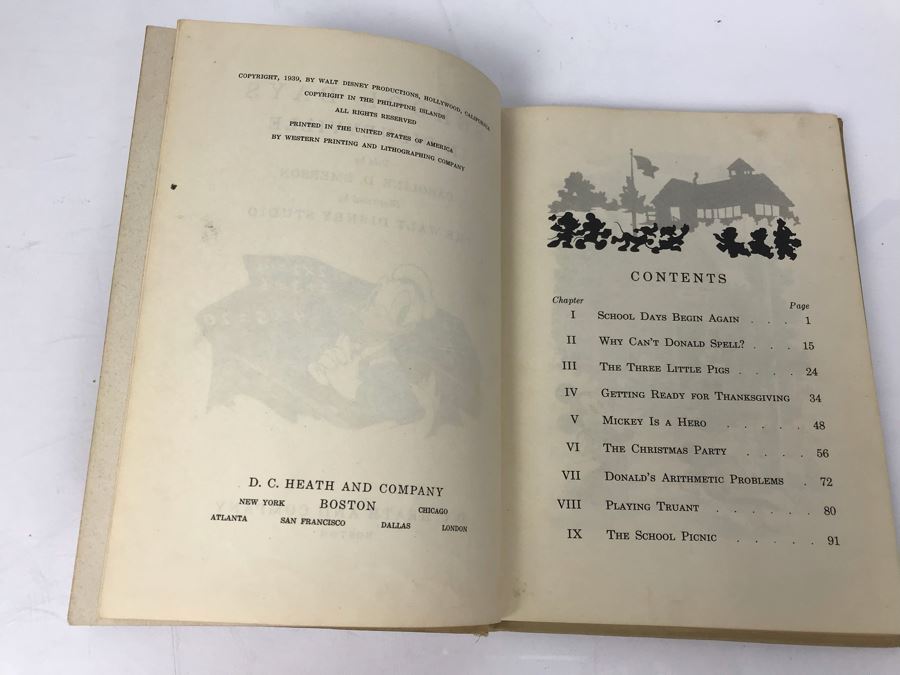 COPYRIGHT, 1939, BY WALT DISNEY PRODUCTIONS, HOLLYWOOD, CALIFORNIA
COPYRIGHT IN THE PHILIPPINE ISLANDS
ALL RIGHTS RESERVED
PRINTED IN THE UNITED STATES OF AMERICA
BY WESTERN PRINTING AND LITHOGRAPHING COMPANY
D. C. HEATH AND COMPANY
NEW YORK BOSTON CHICAGO
ATLANTA SAN FRANCISCO DALLAS LONDON
CONTENTS
Chapter Page
I SCHOOL DAYS BEGIN AGAIN . . . 1
II WHY CAN'T DONALD SPELL? . . . 15
III THE THREE LITTLE PIGS . . . . 24
IV GETTING READY FOR THANKSGIVING 34
V MICKEY IS A HERO . . . . . 48
VI THE CHRISTMAS PARTY . . . . 56
VII DONALD'S ARITHMETIC PROBLEMS . 72
VIII PLAYING TRUANT . . . . . . 80
IX THE SCHOOL PICNIC . . . . . 91